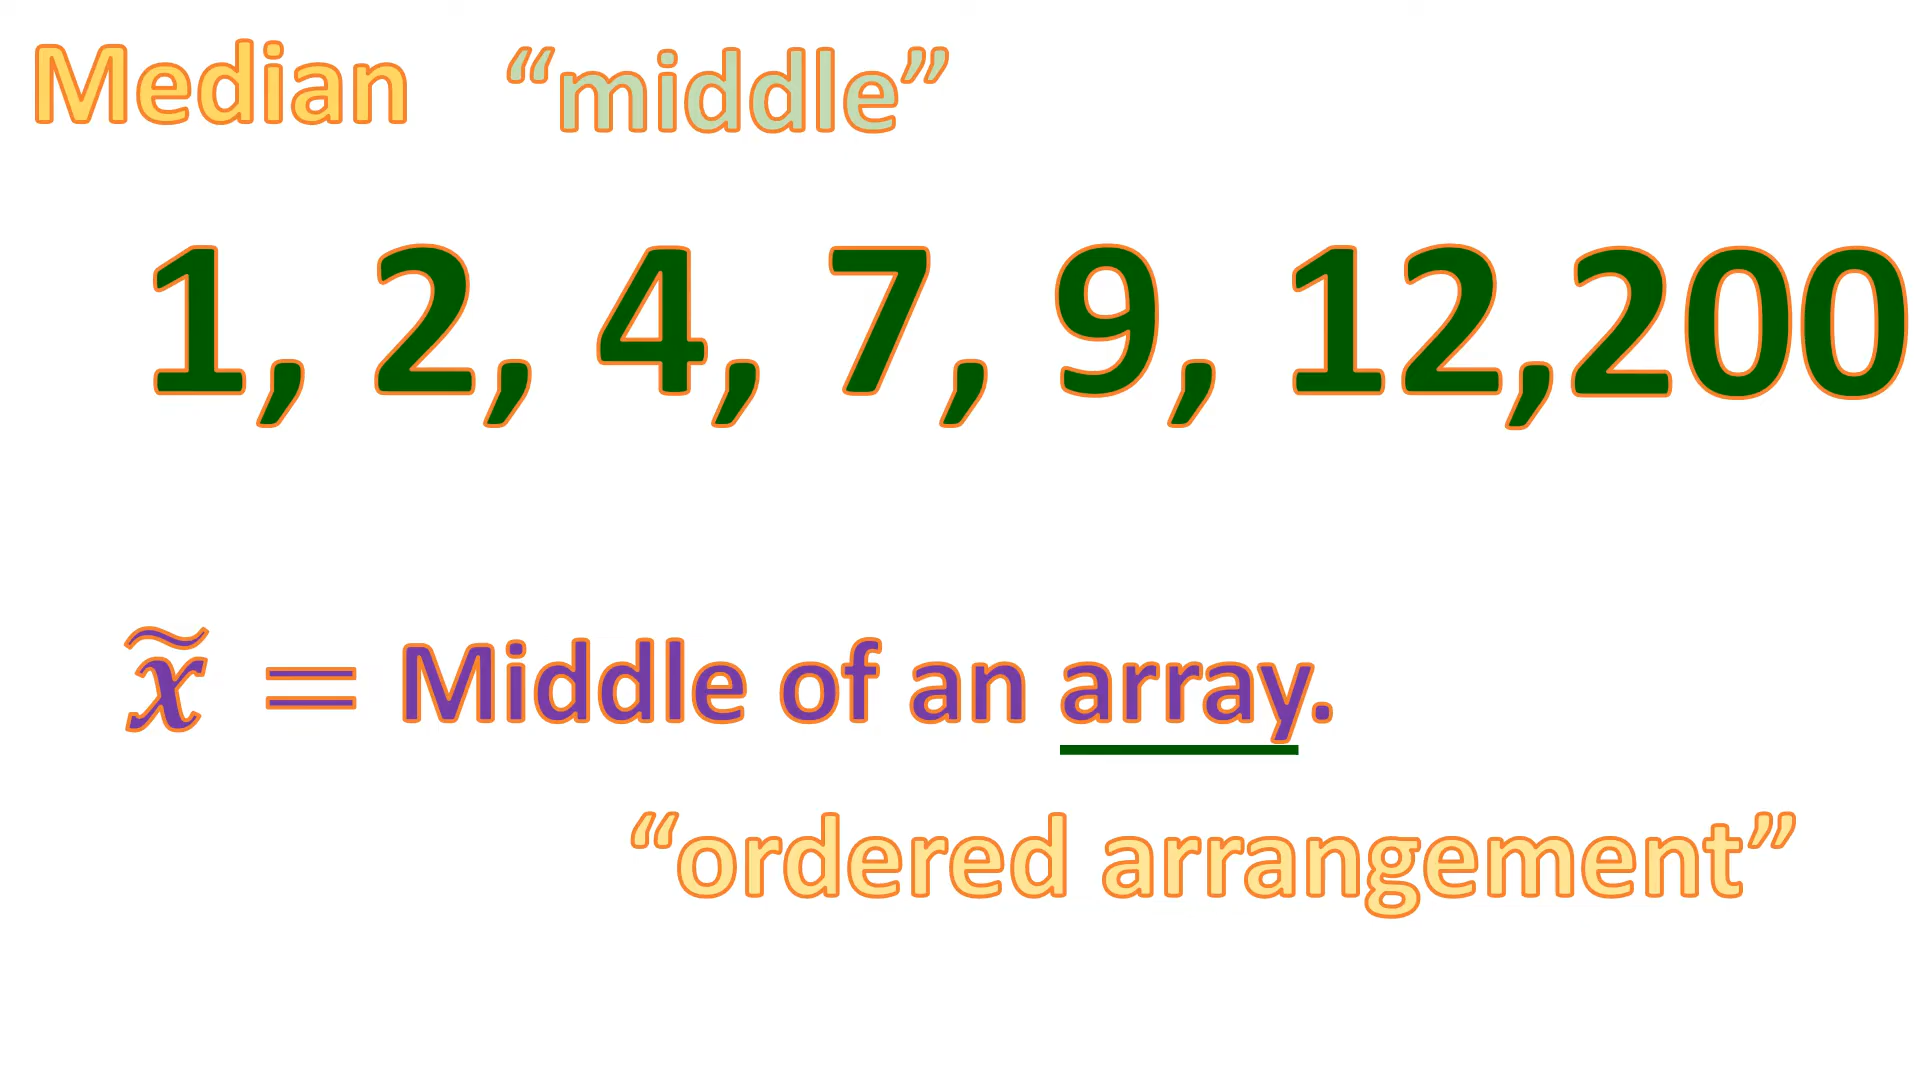 Median “middle”
1, 2, 4, 7, 9, 12,200
x̃ = Middle of an array.
“ordered arrangement”